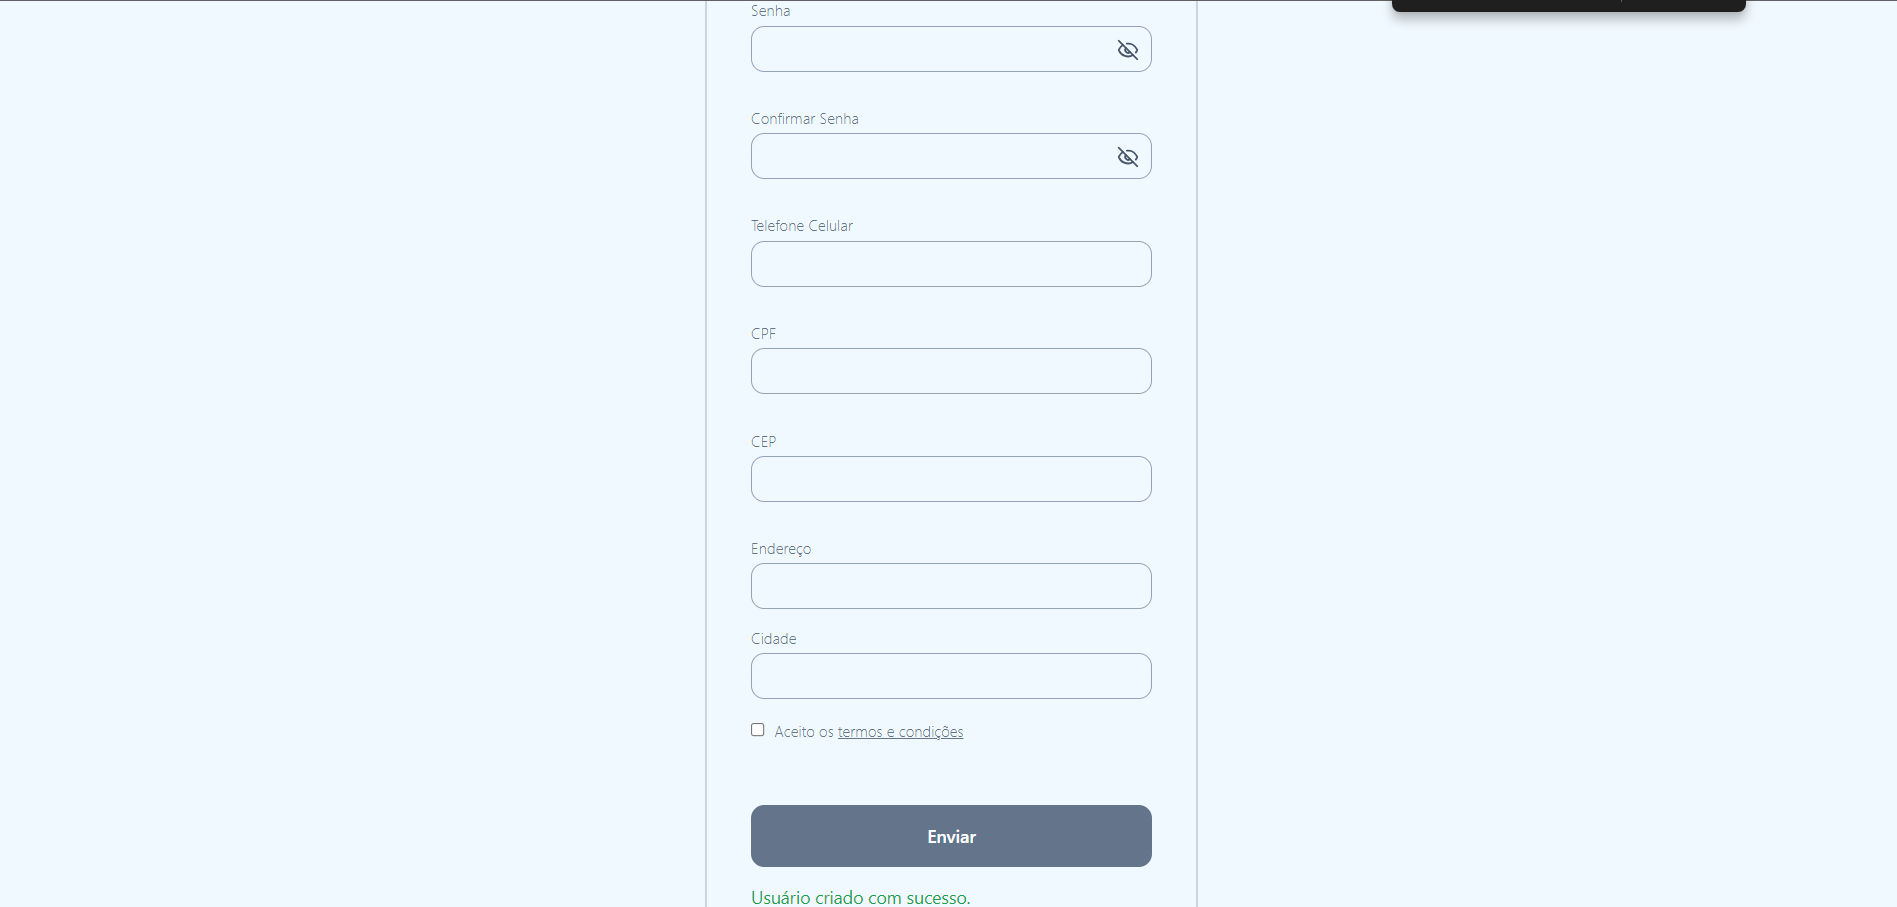 Senha
Confirmar Senha
Telefone Celular
CPF
CEP
Endereço
Cidade
Aceito os termos e condições
Enviar
Usuário criado com sucesso.